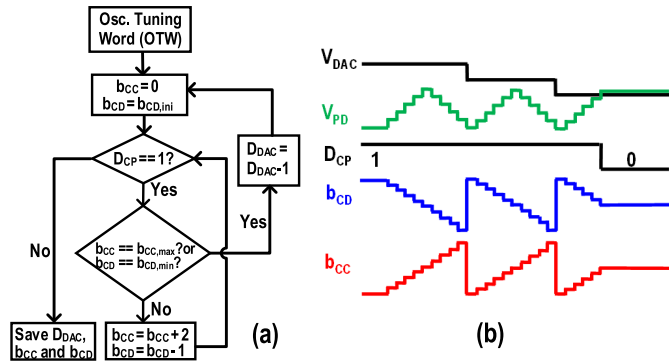 Osc. Tuning
Word (OTW)
bCC=0
bCD=bCD,ini
DCP==1?
Yes
No
bCC == bCC,max?or
bCD == bCD,min?
Yes
DDAC=
DDAC-1
No
Save DDAC,
bCC and bCD
bCC=bCC+2
bCD=bCD-1
(a)
VDAC
VPD
DCP
1
0
bCD
bCC
(b)